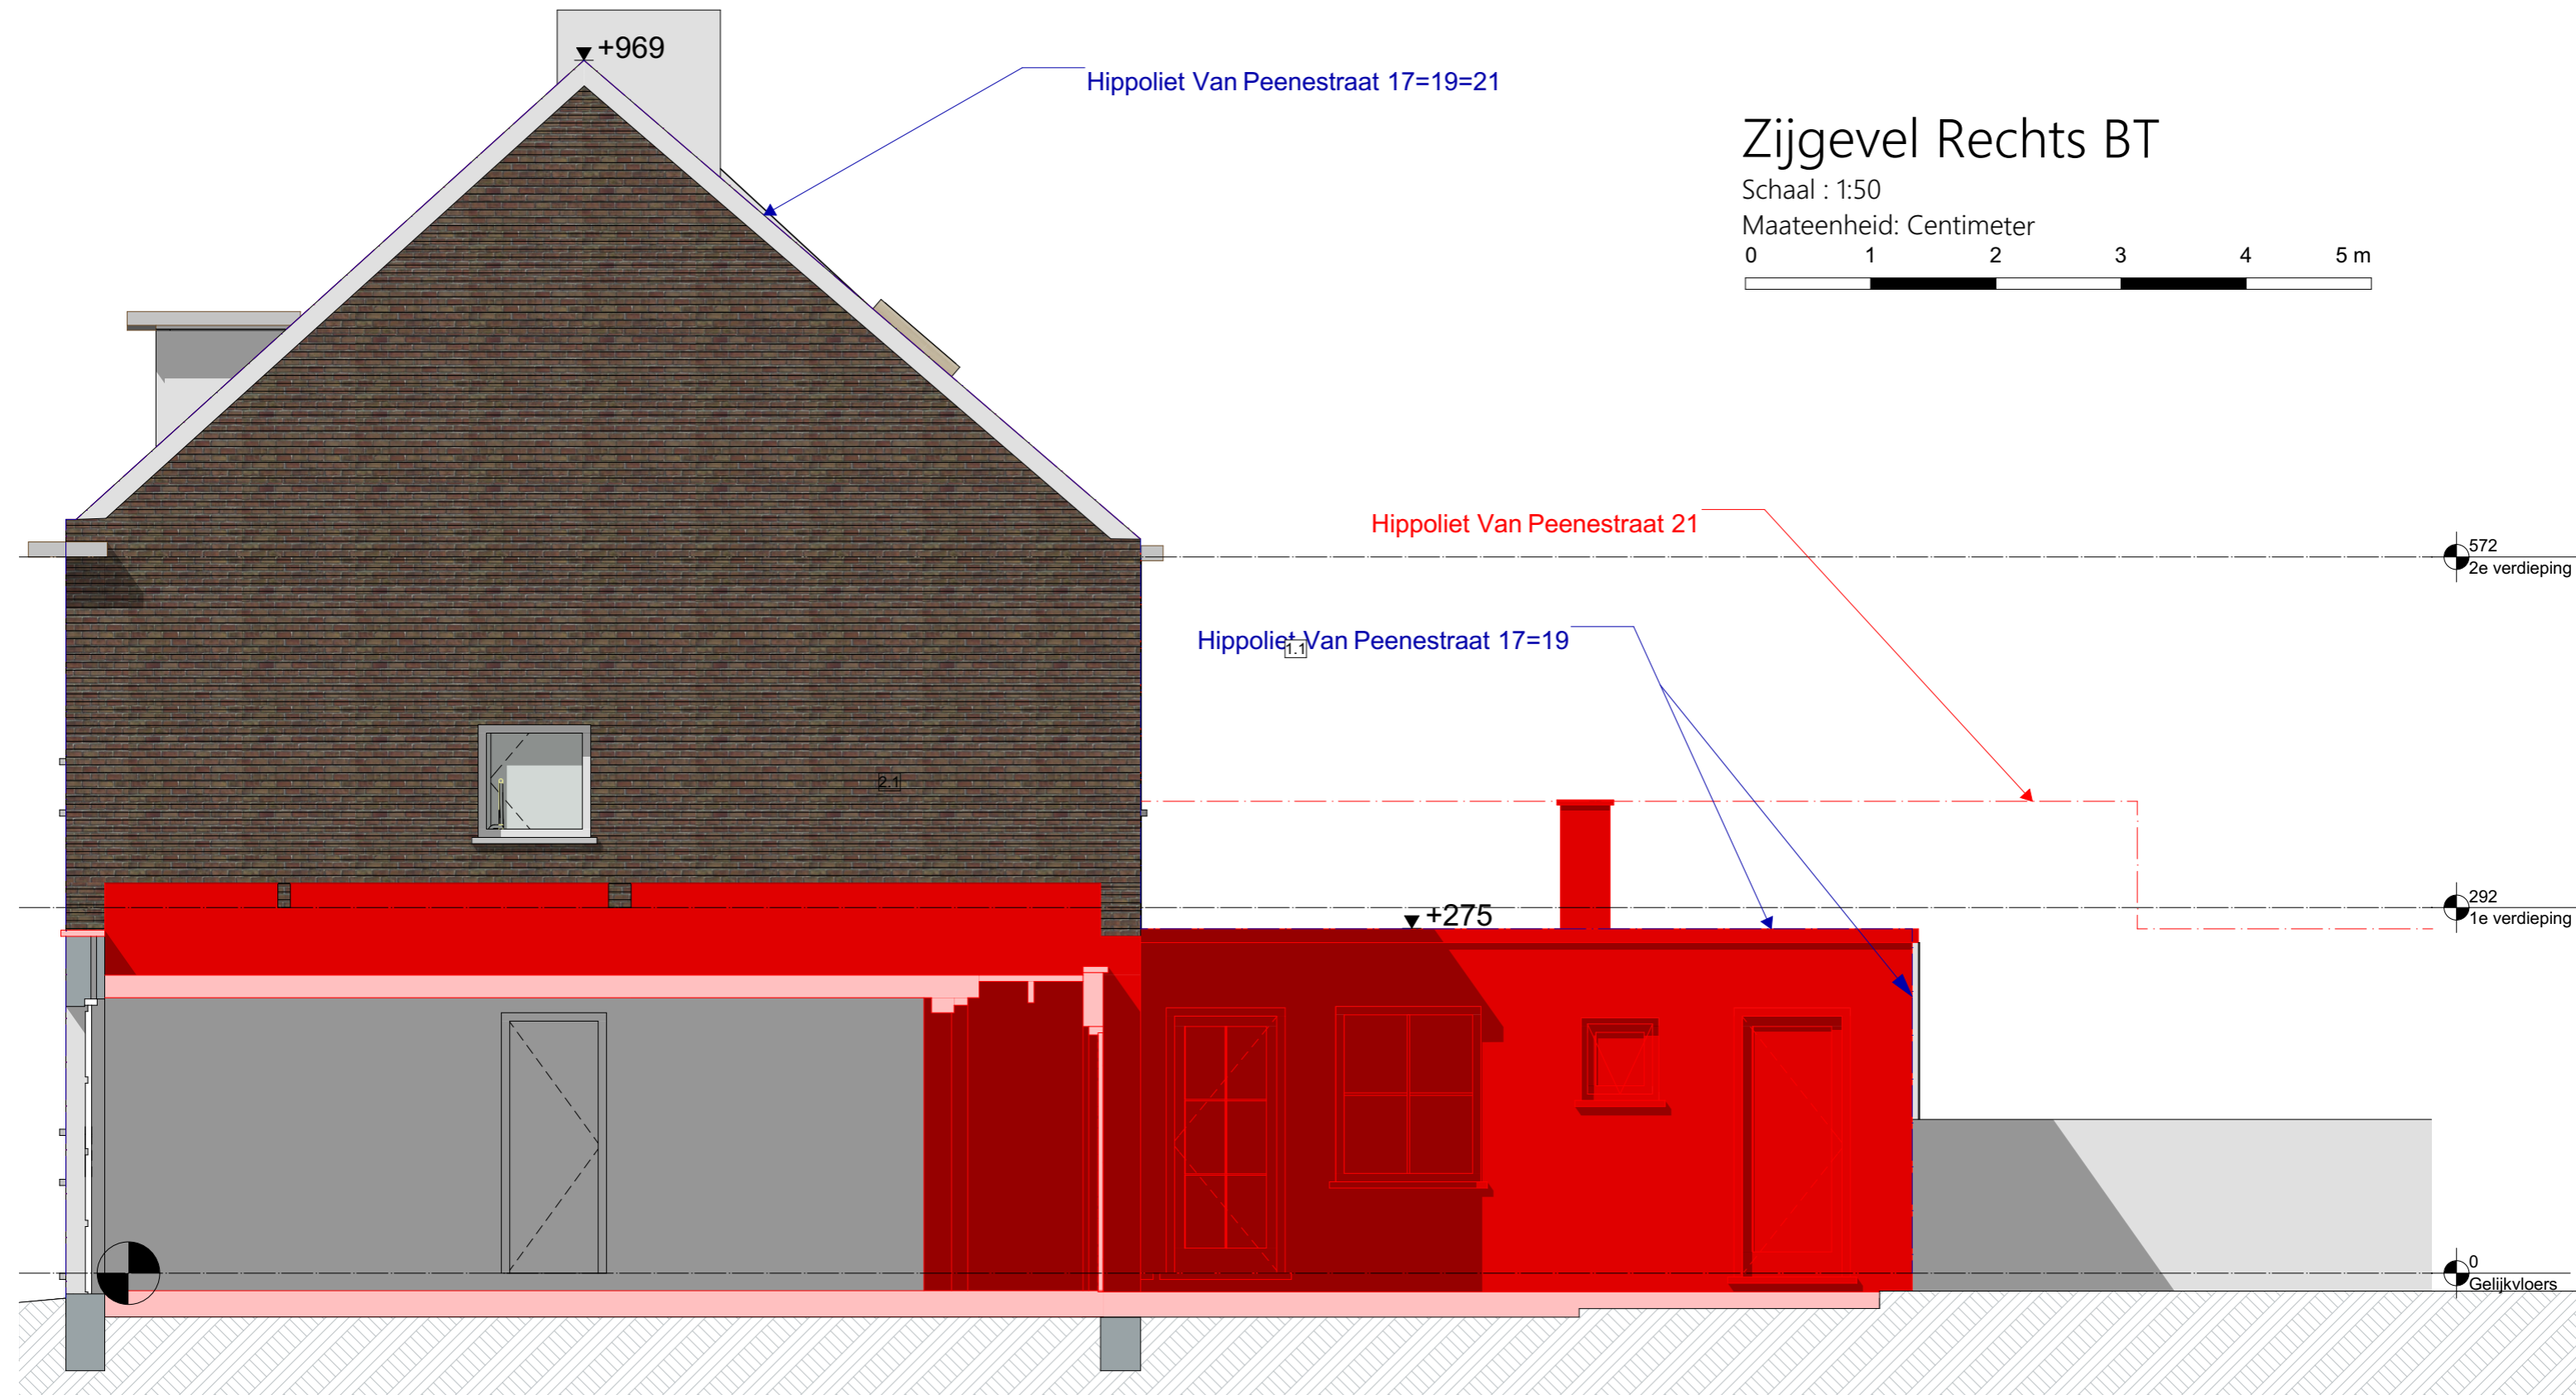 +969
Hippoliet Van Peenestraat 17=19=21
Zijgevel Rechts BT
Schaal : 1:50
Maateenheid: Centimeter
0 1 2 3 4 5 m
Hippoliet Van Peenestraat 21
572
2e verdieping
Hippoliet Van Peenestraat 17=19
1.1
2.1
292
1e verdieping
+275
0
Gelijkvloers